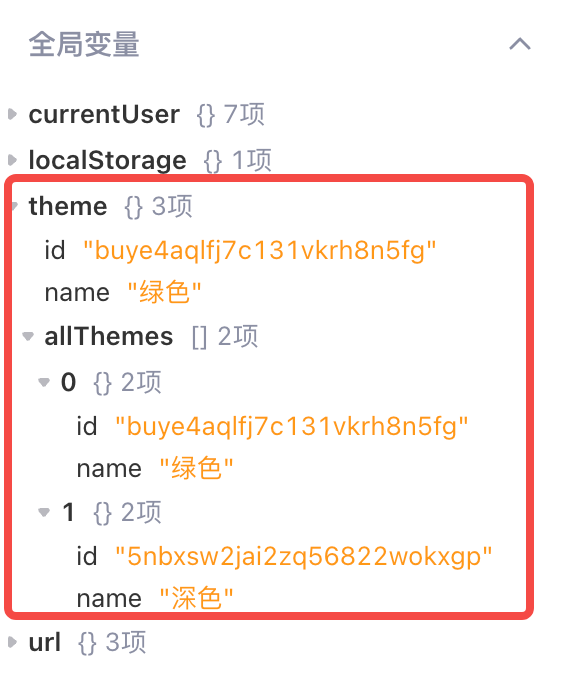 全局变量
currentUser {} 7项
localStorage {} 1项
theme {} 3项
id "buye4aqlfj7c131vkrh8n5fg"
name "绿色"
allThemes [] 2项
0 {} 2项
id "buye4aqlfj7c131vkrh8n5fg"
name "绿色"
1 {} 2项
id "5nbxsw2jai2zq56822wokxgp"
name "深色"
url {} 3项